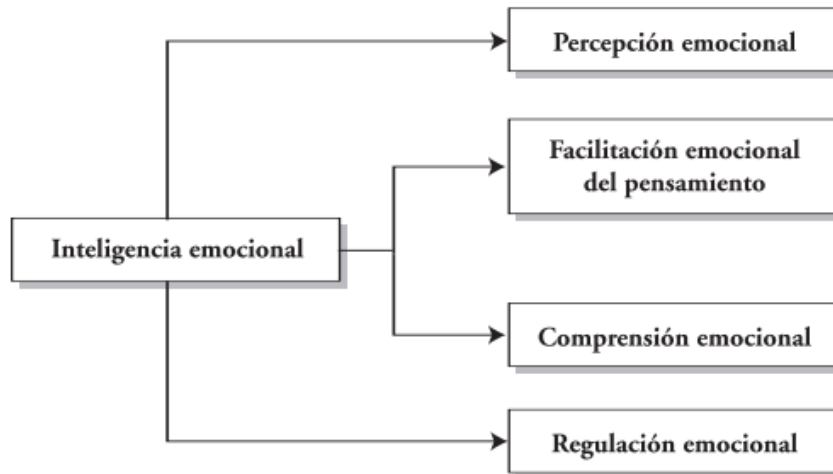 Percepción emocional
Facilitación emocional
del pensamiento
Inteligencia emocional
Comprensión emocional
Regulación emocional